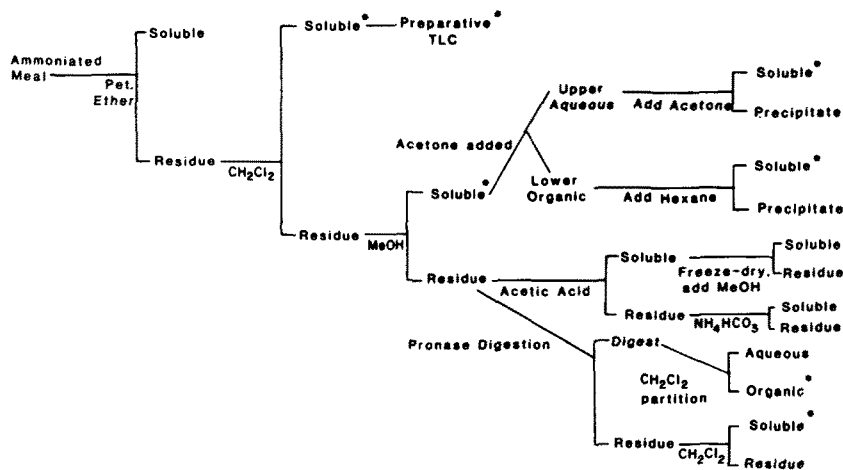 Soluble
Ammoniated
Meal
Pet.
Ether
Residue
CH₂Cl₂
Soluble*
Preparative*
TLC
Residue
MeOH
Soluble*
Acetone added
Upper
Aqueous
Add Acetone
Soluble*
Precipitate
Lower
Organic
Add Hexane
Soluble*
Precipitate
Residue
Acetic Acid
Soluble
Freeze-dry,
add MeOH
Soluble
Residue
Residue
NH₄HCO₃
Soluble
Residue
Pronase Digestion
Digest
CH₂Cl₂
partition
Aqueous
Organic*
Residue
CH₂Cl₂
Soluble*
Residue